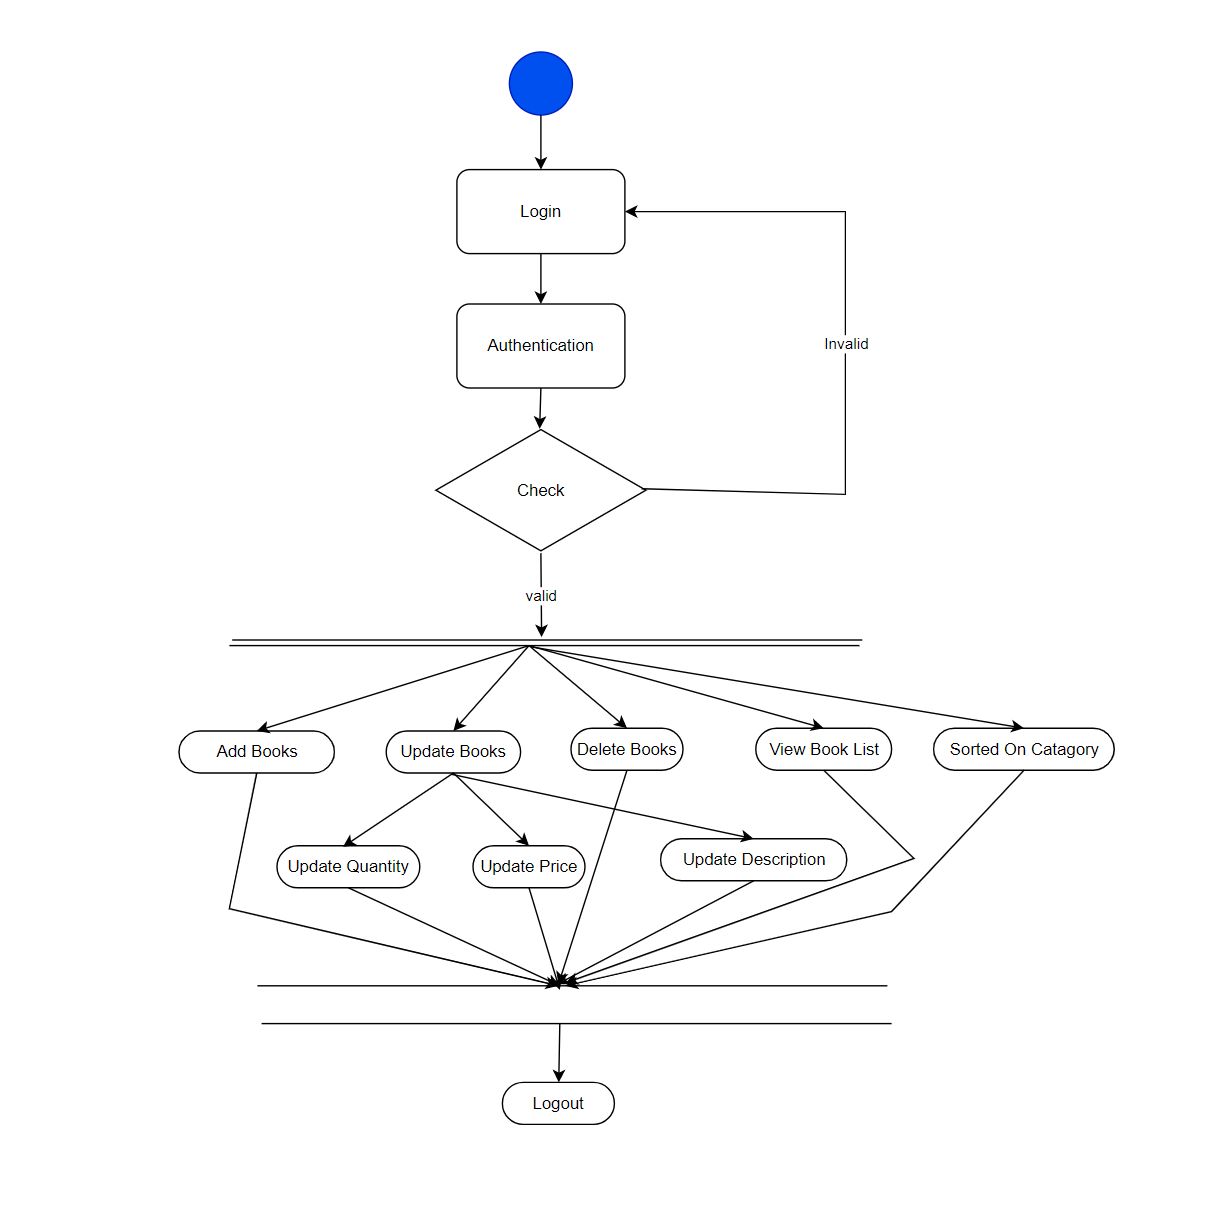 Login
Authentication
Invalid
Check
valid
Add Books
Update Books
Delete Books
View Book List
Sorted On Catagory
Update Quantity
Update Price
Update Description
Logout